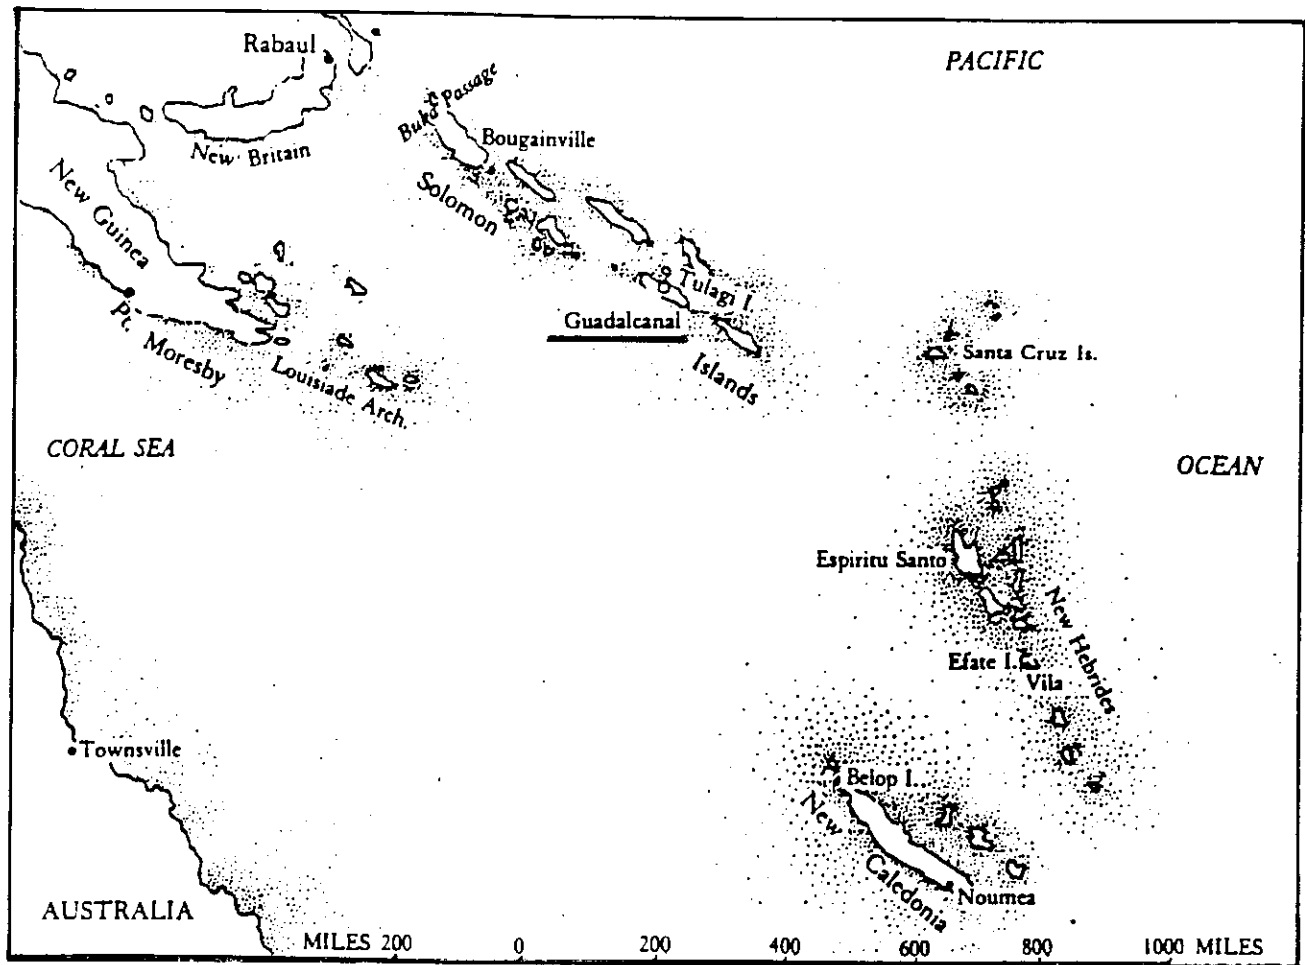 Rabaul
PACIFIC
Buka Passage
Bougainville
New Britain
New Guinea
Solomon
Tulagi I.
Guadalcanal
Pt. Moresby
Islands
Santa Cruz Is.
Louisiade Arch.
CORAL SEA
OCEAN
Espiritu Santo
New Hebrides
Efate I.
Vila
Townsville
Belop I.
New Caledonia
Noumea
AUSTRALIA
MILES 200 0 200 400 600 800 1000 MILES